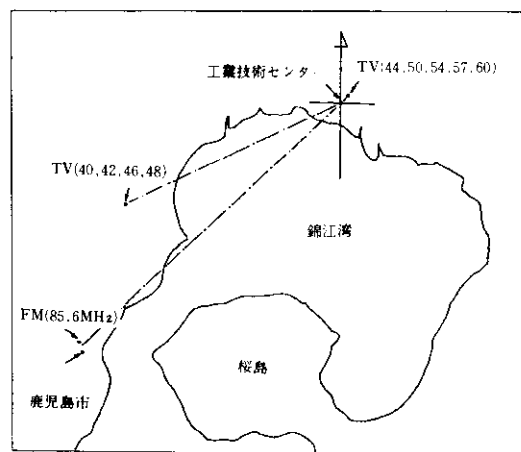 工業技術センター
TV(44,50,54,57,60)
TV(40,42,46,48)
錦江湾
FM(85.6MHz)
桜島
鹿児島市